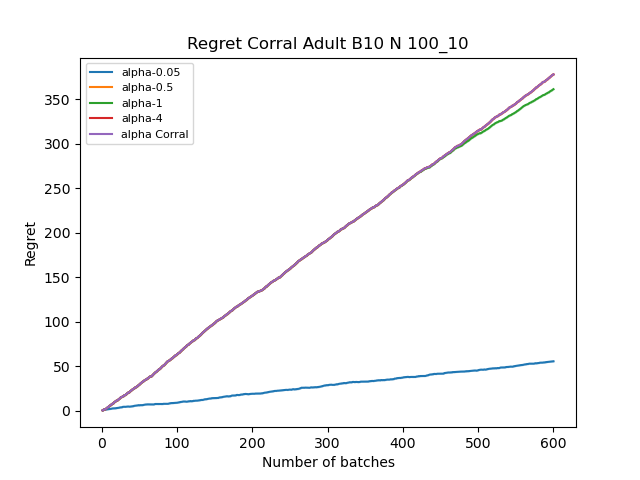 Regret Corral Adult B10 N 100_10
alpha-0.05
alpha-0.5
alpha-1
alpha-4
alpha Corral
350
300
250
200
150
100
50
0
Regret
0 100 200 300 400 500 600
Number of batches